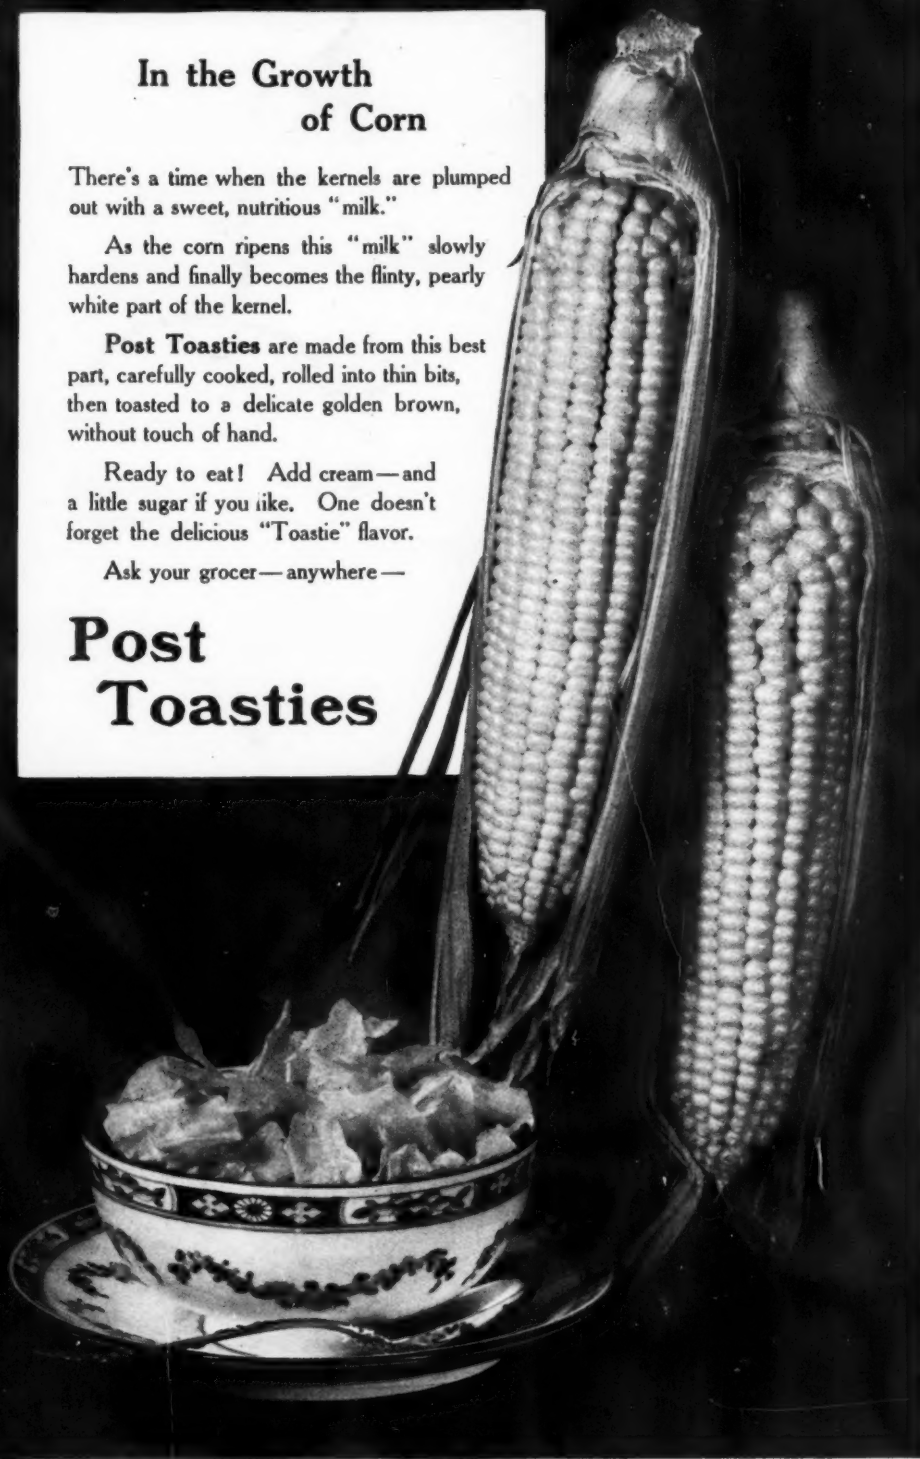 In the Growth
of Corn
There's a time when the kernels are plumped
out with a sweet, nutritious "milk."
As the corn ripens this "milk" slowly
hardens and finally becomes the flinty, pearly
white part of the kernel.
Post Toasties are made from this best
part, carefully cooked, rolled into thin bits,
then toasted to a delicate golden brown,
without touch of hand.
Ready to eat! Add cream—and
a little sugar if you like. One doesn't
forget the delicious "Toastie" flavor.
Ask your grocer—anywhere—
Post
Toasties